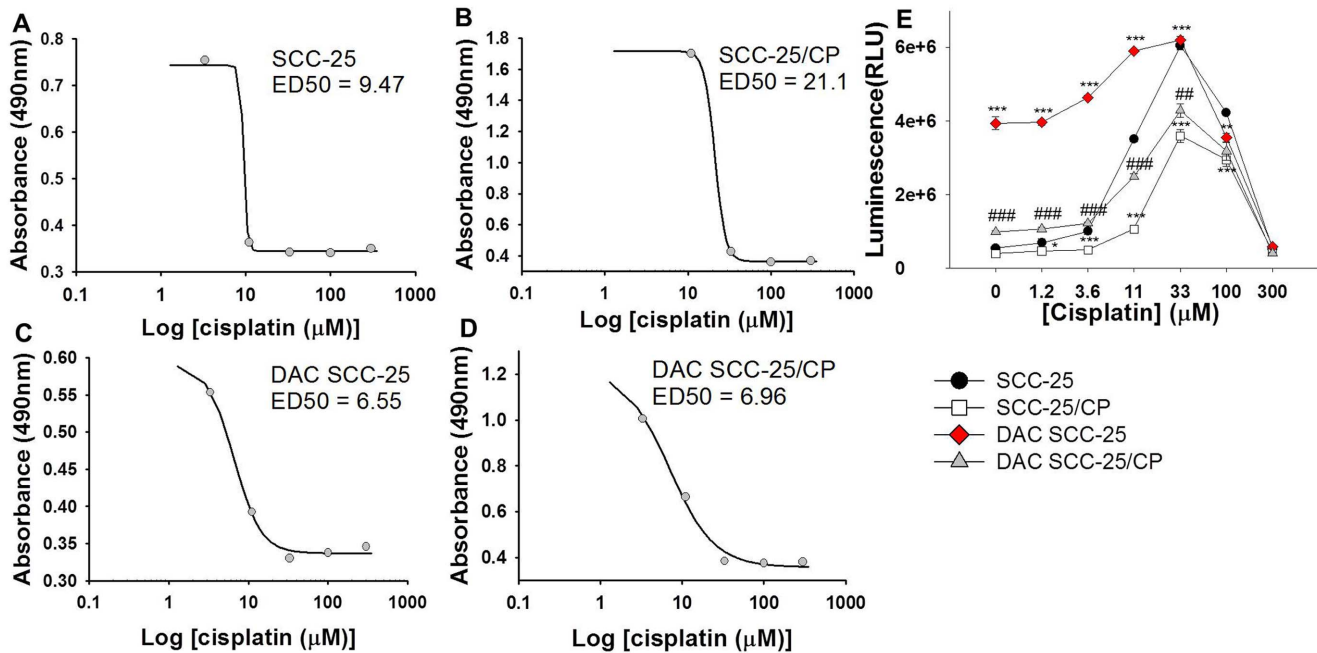 A
SCC-25
ED50 = 9.47
Absorbance (490nm)
0.8
0.7
0.6
0.5
0.4
0.3
0.1
1
10
100
1000
Log [cisplatin (μM)]
B
SCC-25/CP
ED50 = 21.1
Absorbance (490nm)
1.8
1.6
1.4
1.2
1.0
0.8
0.6
0.4
0.1
1
10
100
1000
Log [cisplatin (μM)]
C
DAC SCC-25
ED50 = 6.55
Absorbance (490nm)
0.60
0.55
0.50
0.45
0.40
0.35
0.30
0.1
1
10
100
1000
Log [cisplatin (μM)]
D
DAC SCC-25/CP
ED50 = 6.96
Absorbance (490nm)
1.2
1.0
0.8
0.6
0.4
0.1
1
10
100
1000
Log [cisplatin (μM)]
E
Luminescence(RLU)
6e+6
4e+6
2e+6
0
***
***
***
***
***
###
###
###
###
##
***
**
***
*
***
***
0
1.2
3.6
11
33
100
300
[Cisplatin] (μM)
SCC-25
SCC-25/CP
DAC SCC-25
DAC SCC-25/CP